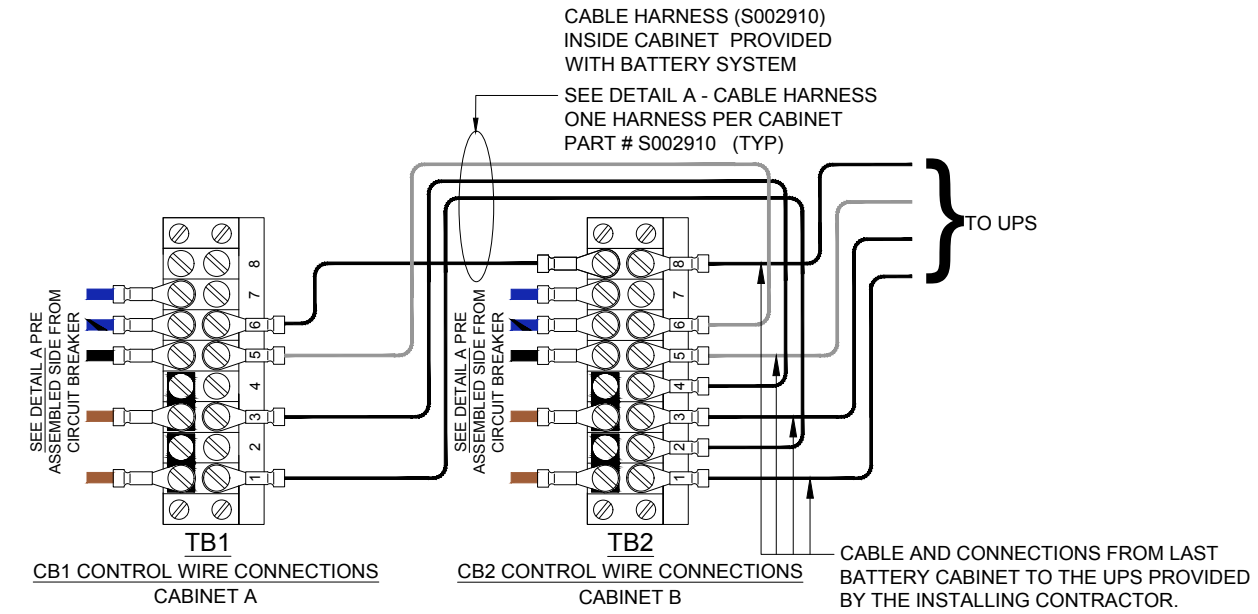 CABLE HARNESS (S002910)
INSIDE CABINET PROVIDED
WITH BATTERY SYSTEM
SEE DETAIL A - CABLE HARNESS
ONE HARNESS PER CABINET
PART # S002910 (TYP)
TO UPS
SEE DETAIL A PRE
ASSEMBLED SIDE FROM
CIRCUIT BREAKER
8
7
6
5
4
3
2
1
SEE DETAIL A PRE
ASSEMBLED SIDE FROM
CIRCUIT BREAKER
8
7
6
5
4
3
2
1
TB1
CB1 CONTROL WIRE CONNECTIONS
CABINET A
TB2
CB2 CONTROL WIRE CONNECTIONS
CABINET B
CABLE AND CONNECTIONS FROM LAST
BATTERY CABINET TO THE UPS PROVIDED
BY THE INSTALLING CONTRACTOR.